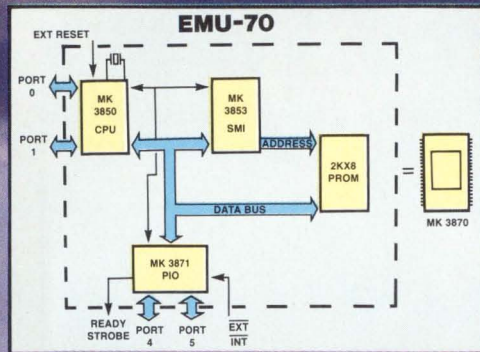 EMU-70
EXT RESET
PORT
0
PORT
1
MK
3850
CPU
MK
3853
SMI
ADDRESS
2KX8
PROM
=
MK 3870
DATA BUS
MK 3871
PIO
READY
STROBE
PORT
4
PORT
5
EXT
INT